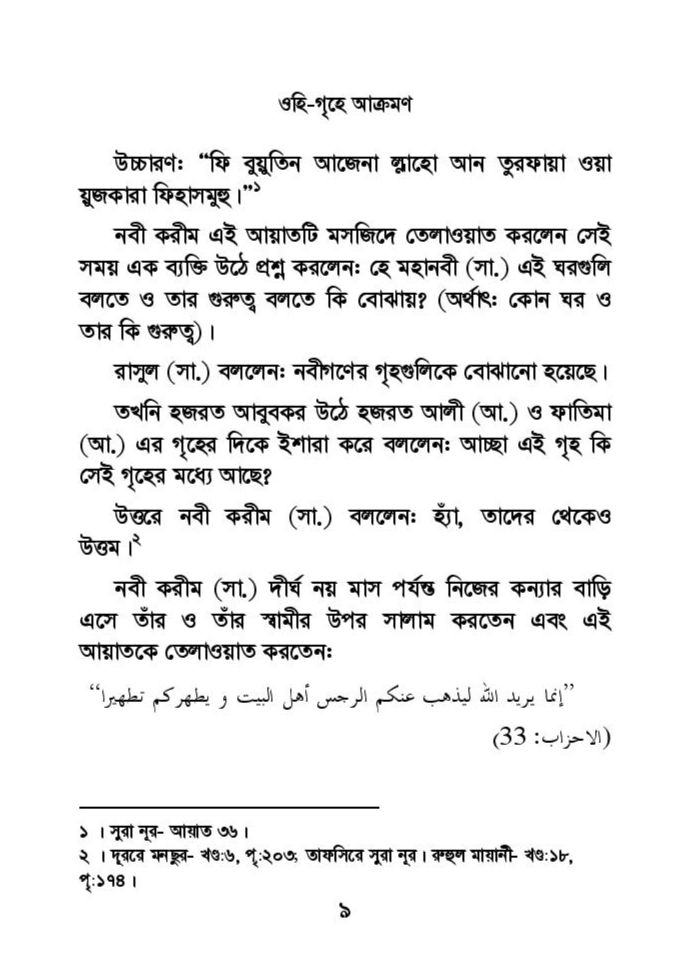 ওহি-গৃহে আক্রমণ
উচ্চারণ: “ফি বুয়ুতিন আজেনা ল্লাহো আন তুরফায়া ওয়া
য়ুজকারা ফিহাসমুহু।”১
নবী করীম এই আয়াতটি মসজিদে তেলাওয়াত করলেন সেই
সময় এক ব্যক্তি উঠে প্রশ্ন করলেন: হে মহানবী (সা.) এই ঘরগুলি
বলতে ও তার গুরুত্ব বলতে কি বোঝায়? (অর্থাৎ: কোন ঘর ও
তার কি গুরুত্ব)।
রাসুল (সা.) বললেন: নবীগণের গৃহগুলিকে বোঝানো হয়েছে।
তখনি হজরত আবুবকর উঠে হজরত আলী (আ.) ও ফাতিমা
(আ.) এর গৃহের দিকে ইশারা করে বললেন: আচ্ছা এই গৃহ কি
সেই গৃহের মধ্যে আছে?
উত্তরে নবী করীম (সা.) বললেন: হ্যাঁ, তাদের থেকেও
উত্তম।২
নবী করীম (সা.) দীর্ঘ নয় মাস পর্যন্ত নিজের কন্যার বাড়ি
এসে তাঁর ও তাঁর স্বামীর উপর সালাম করতেন এবং এই
আয়াতকে তেলাওয়াত করতেন:
”إنما يريد الله ليذهب عنكم الرجس أهل البيت و يطهركم تطهيرا“
(الاحزاب: 33)
১ । সুরা নূর- আয়াত ৩৬।
২ । দূররে মনছুর- খণ্ড:৬, পৃ:২০৩; তাফসিরে সুরা নূর। রুহুল মায়ানী- খণ্ড:১৮,
পৃ:১৭৪।
৯